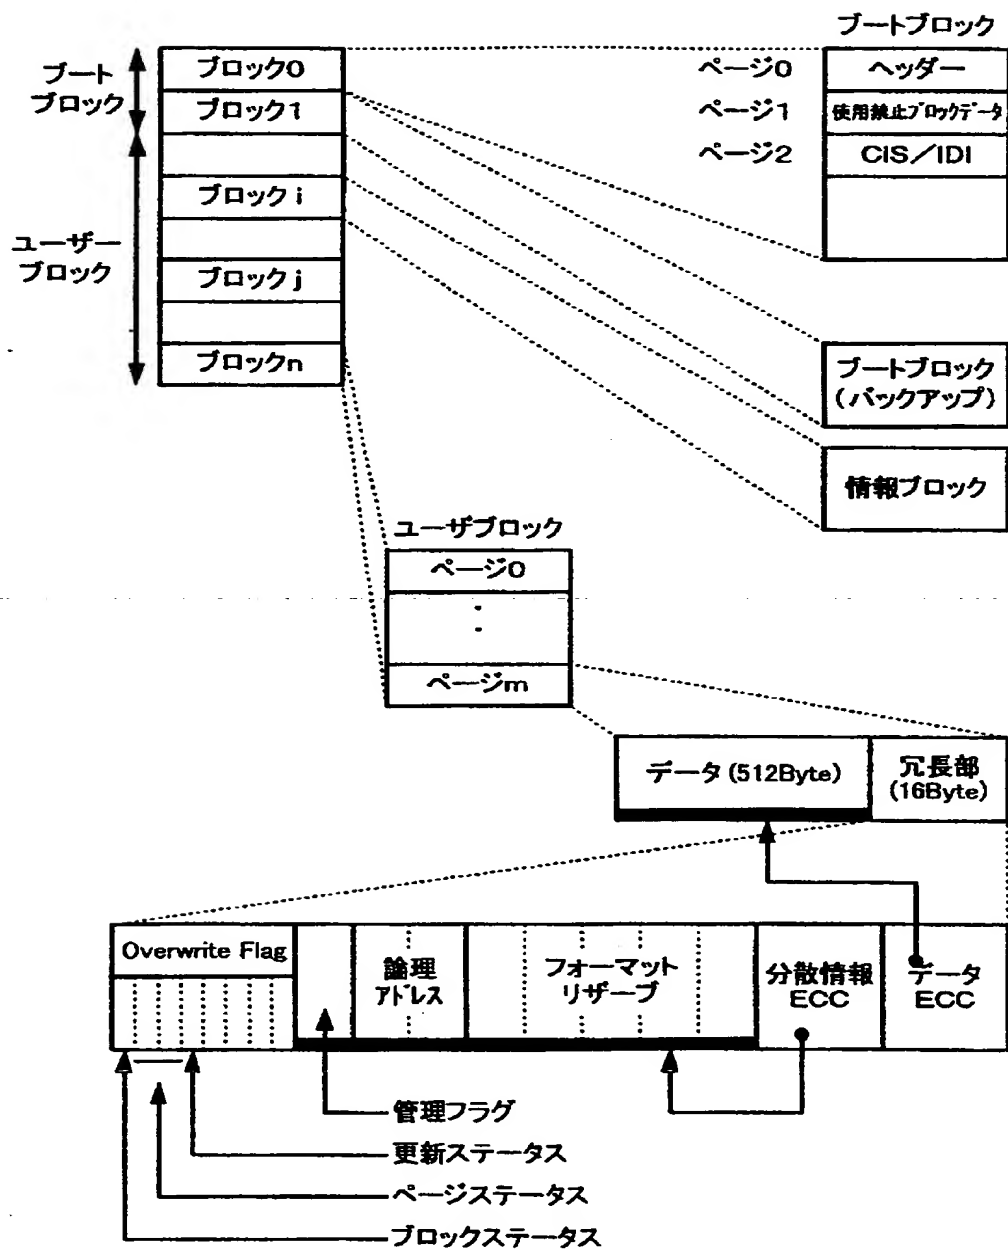 ブート
ブロック
ユーザー
ブロック
ブロック0
ブロック1
ブロックi
ブロックj
ブロックn
ブートブロック
ページ0
ヘッダー
ページ1
使用禁止ブロックデータ
ページ2
CIS/IDI
ブートブロック
(バックアップ)
情報ブロック
ユーザブロック
ページ0
ページm
データ(512Byte)
冗長部
(16Byte)
Overwrite Flag
論理
アドレス
フォーマット
リザーブ
分散情報
ECC
データ
ECC
管理フラグ
更新ステータス
ページステータス
ブロックステータス